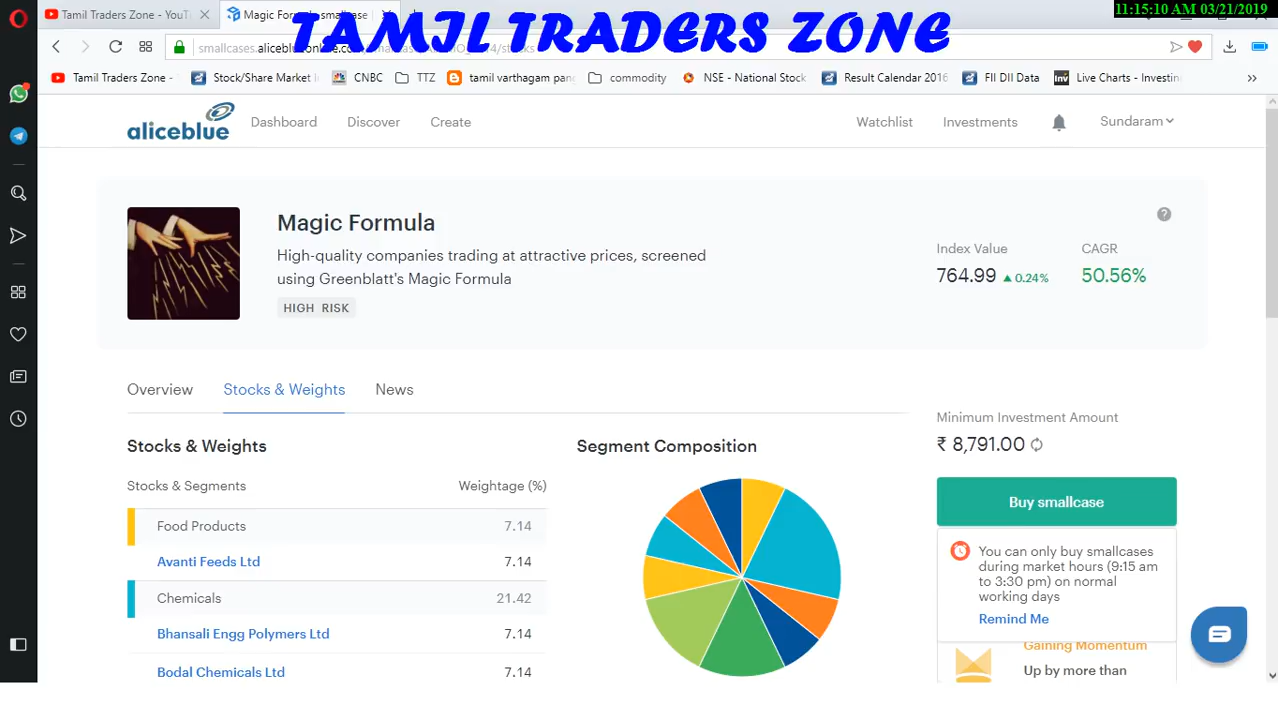 11:15:10 AM 03/21/2019
TAMIL TRADERS ZONE
Tamil Traders Zone - YouT
Magic Formula smallcase
Tamil Traders Zone -
Stock/Share Market
CNBC
TTZ
tamil varthagam pan
commodity
NSE - National Stock
Result Calendar 2016
FII DII Data
Live Charts - Investin
aliceblue
Dashboard
Discover
Create
Watchlist
Investments
Sundaram
Magic Formula
High-quality companies trading at attractive prices, screened
using Greenblatt's Magic Formula
HIGH RISK
Index Value
CAGR
764.99 ▲ 0.24%
50.56%
Overview
Stocks & Weights
News
Minimum Investment Amount
₹ 8,791.00
Stocks & Weights
Segment Composition
Stocks & Segments
Weightage (%)
Food Products
7.14
Avanti Feeds Ltd
7.14
Chemicals
21.42
Bhansali Engg Polymers Ltd
7.14
Bodal Chemicals Ltd
7.14
Buy smallcase
You can only buy smallcases
during market hours (9:15 am
to 3:30 pm) on normal
working days
Remind Me
Gaining Momentum
Up by more than